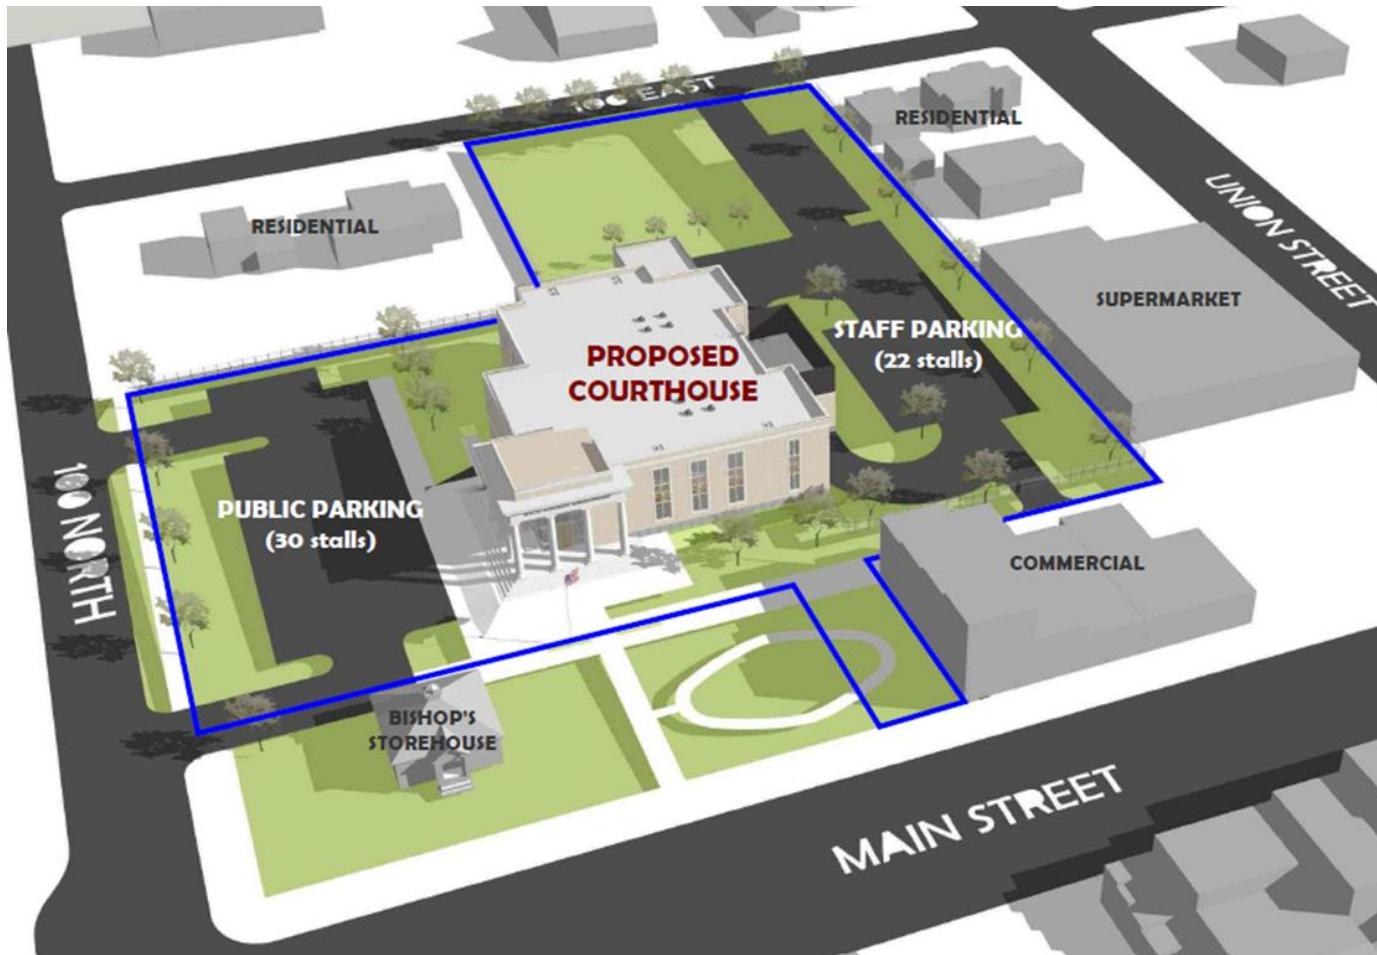 100 EAST
RESIDENTIAL
RESIDENTIAL
UNION STREET
SUPERMARKET
STAFF PARKING
(22 stalls)
PROPOSED
COURTHOUSE
100 NORTH
PUBLIC PARKING
(30 stalls)
COMMERCIAL
BISHOP'S
STOREHOUSE
MAIN STREET